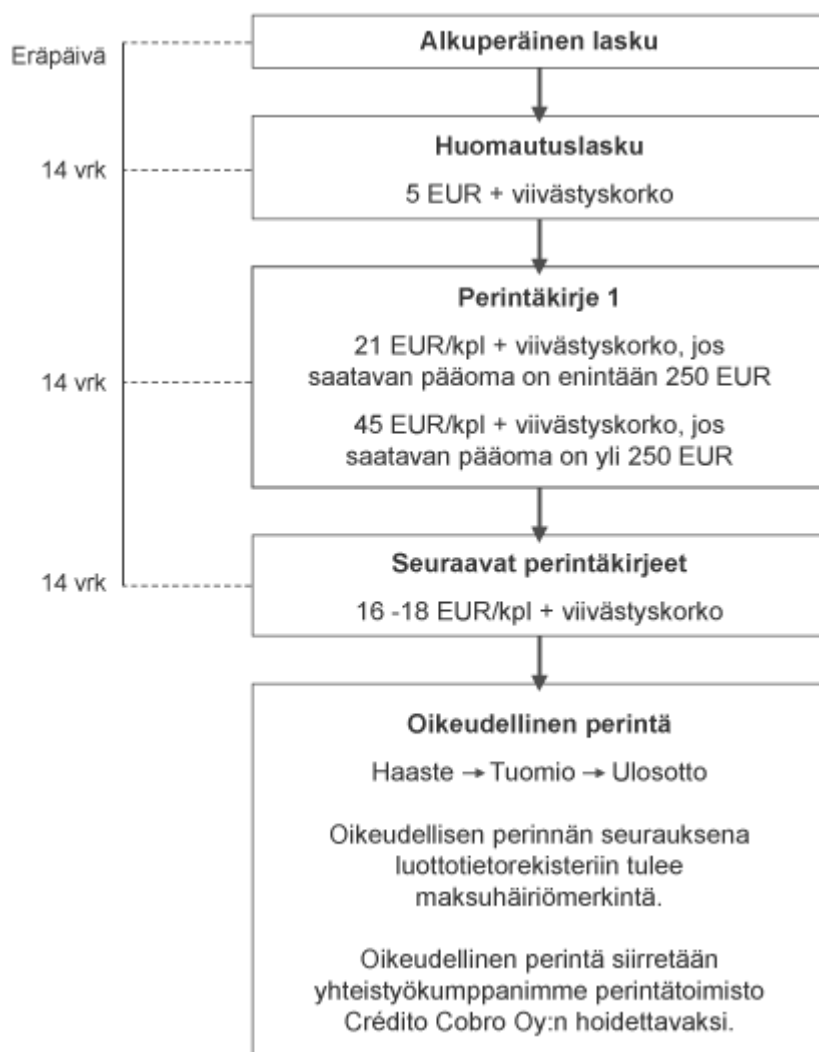 Alkuperäinen lasku
Eräpäivä
Huomautuslasku
14 vrk
5 EUR + viivästyskorko
Perintäkirje 1
21 EUR/kpl + viivästyskorko, jos
saatavan pääoma on enintään 250 EUR
14 vrk
45 EUR/kpl + viivästyskorko, jos
saatavan pääoma on yli 250 EUR
Seuraavat perintäkirjeet
14 vrk
16 -18 EUR/kpl + viivästyskorko
Oikeudellinen perintä
Haaste → Tuomio → Ulosotto
Oikeudellisen perinnän seurauksena
luottotietorekisteriin tulee
maksuhäiriömerkintä.
Oikeudellinen perintä siirretään
yhteistyökumppanimme perintätoimisto
Crédito Cobro Oy:n hoidettavaksi.